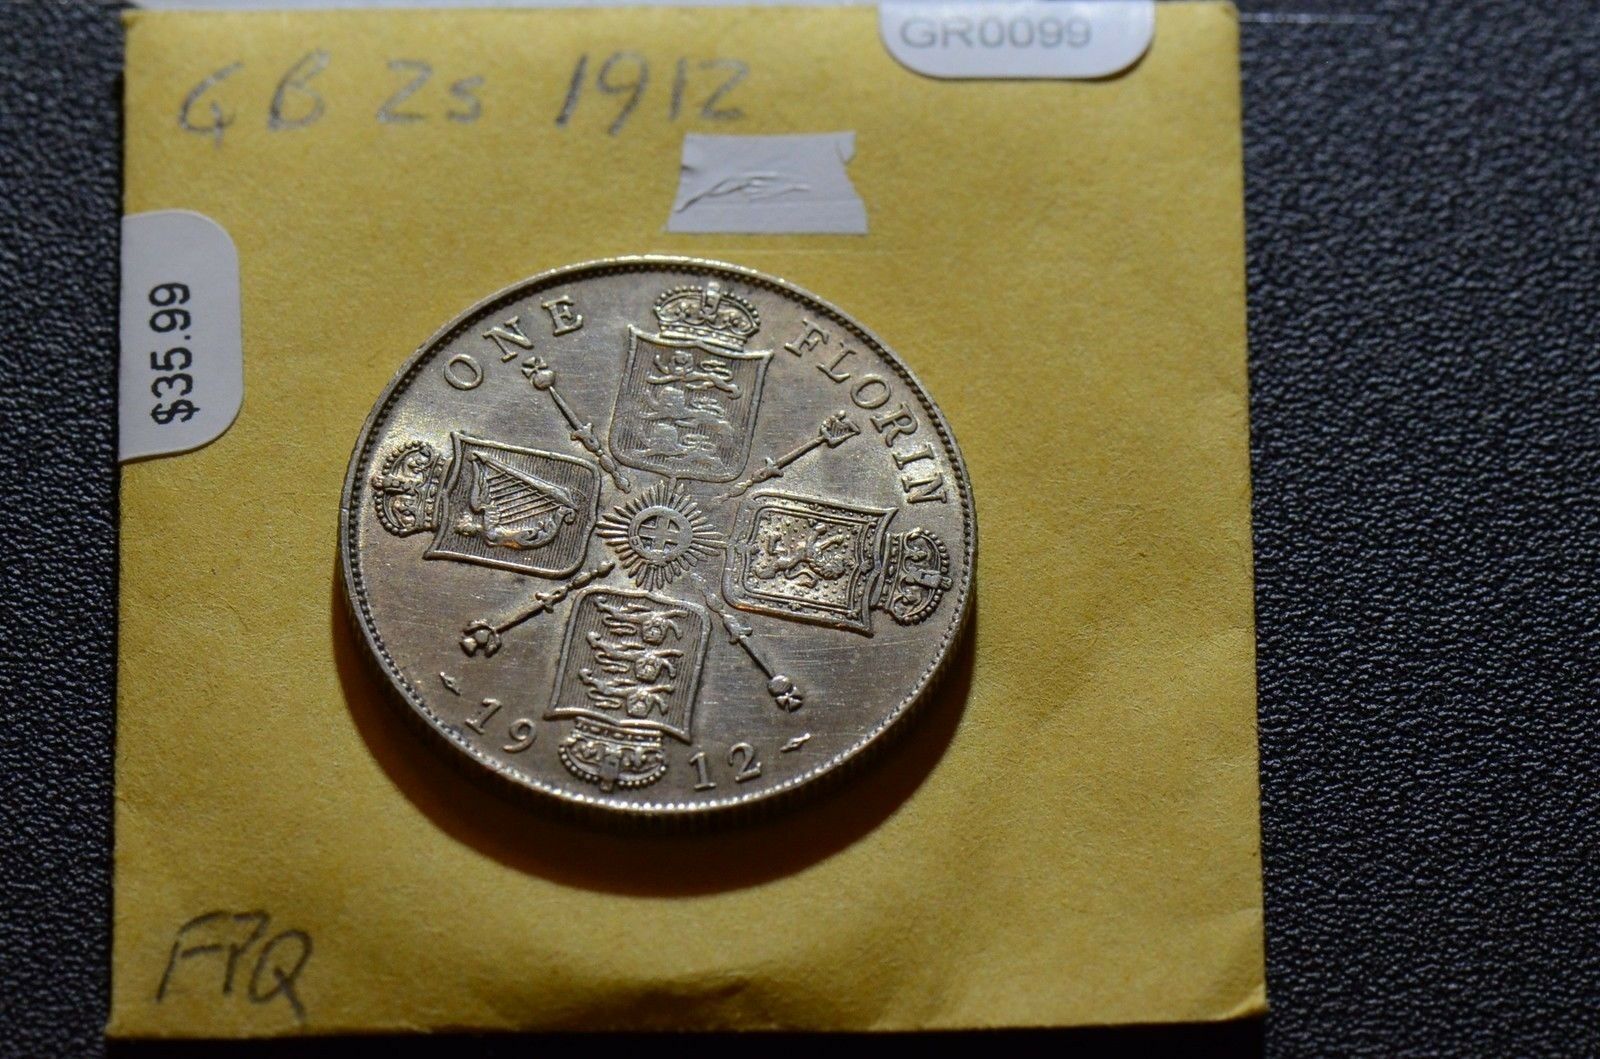 GR0099
GB 2s 1912
$35.99
ONE FLORIN
1912
F7Q